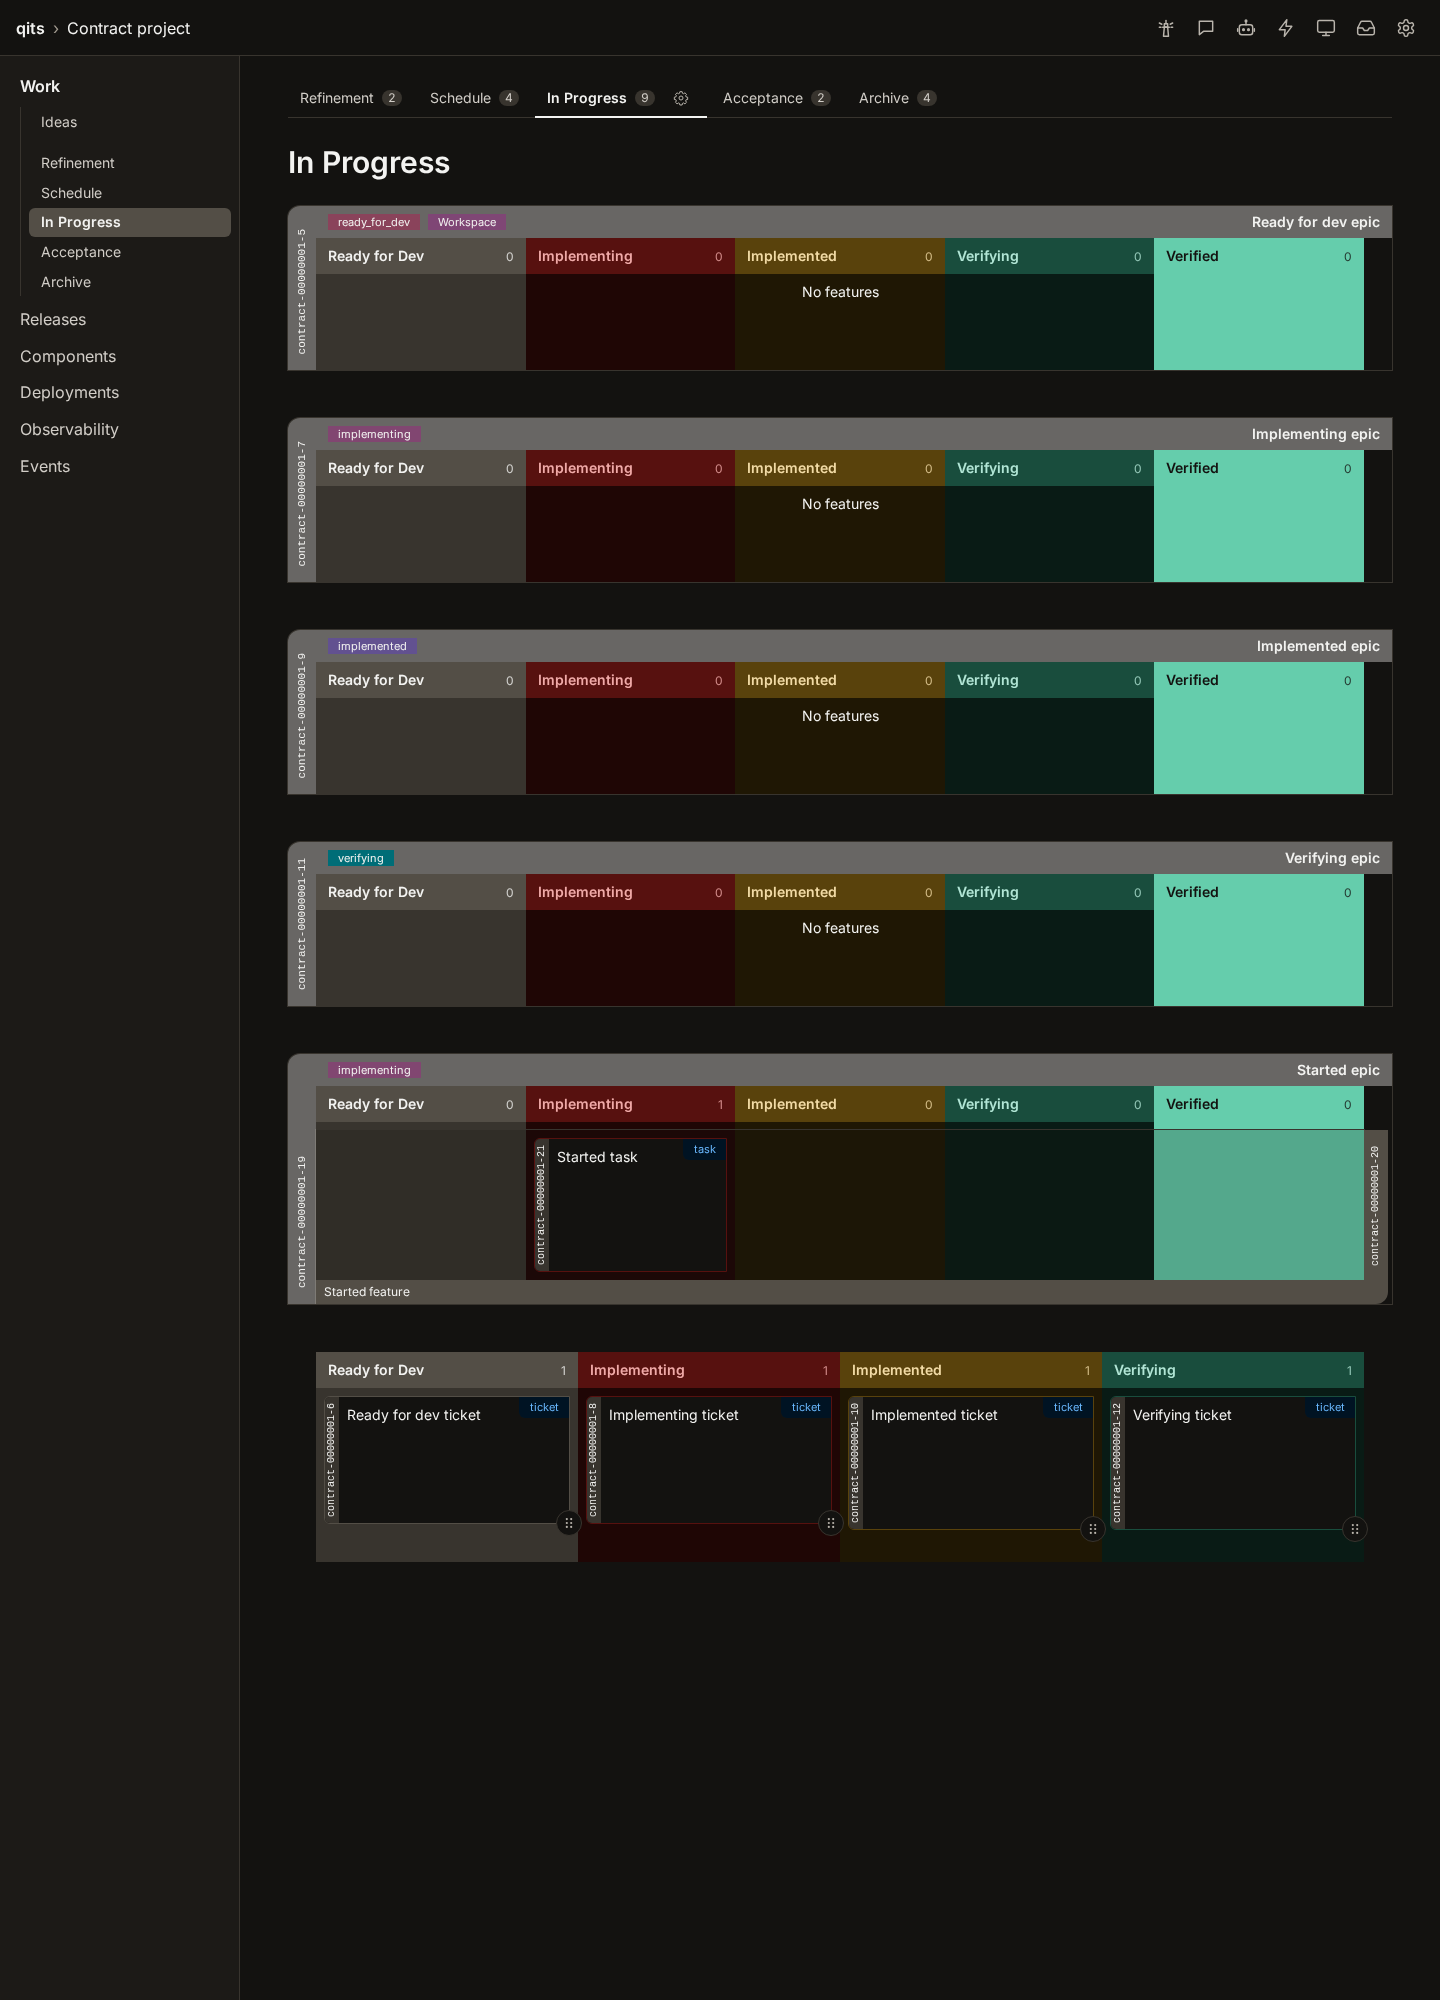 qits › Contract project
Work
Ideas
Refinement
Schedule
In Progress
Acceptance
Archive
Releases
Components
Deployments
Observability
Events
Refinement 2 Schedule 4 In Progress 9 Acceptance 2 Archive 4
In Progress
contract-00000001-5
ready_for_dev Workspace Ready for dev epic
Ready for Dev 0 Implementing 0 Implemented 0 Verifying 0 Verified 0
No features
contract-00000001-7
implementing Implementing epic
Ready for Dev 0 Implementing 0 Implemented 0 Verifying 0 Verified 0
No features
contract-00000001-9
implemented Implemented epic
Ready for Dev 0 Implementing 0 Implemented 0 Verifying 0 Verified 0
No features
contract-00000001-11
verifying Verifying epic
Ready for Dev 0 Implementing 0 Implemented 0 Verifying 0 Verified 0
No features
contract-00000001-19
implementing Started epic
Ready for Dev 0 Implementing 1 Implemented 0 Verifying 0 Verified 0
contract-00000001-21
Started task task
contract-00000001-20
Started feature
Ready for Dev 1 Implementing 1 Implemented 1 Verifying 1
contract-00000001-6
Ready for dev ticket ticket
contract-00000001-8
Implementing ticket ticket
contract-00000001-10
Implemented ticket ticket
contract-00000001-12
Verifying ticket ticket